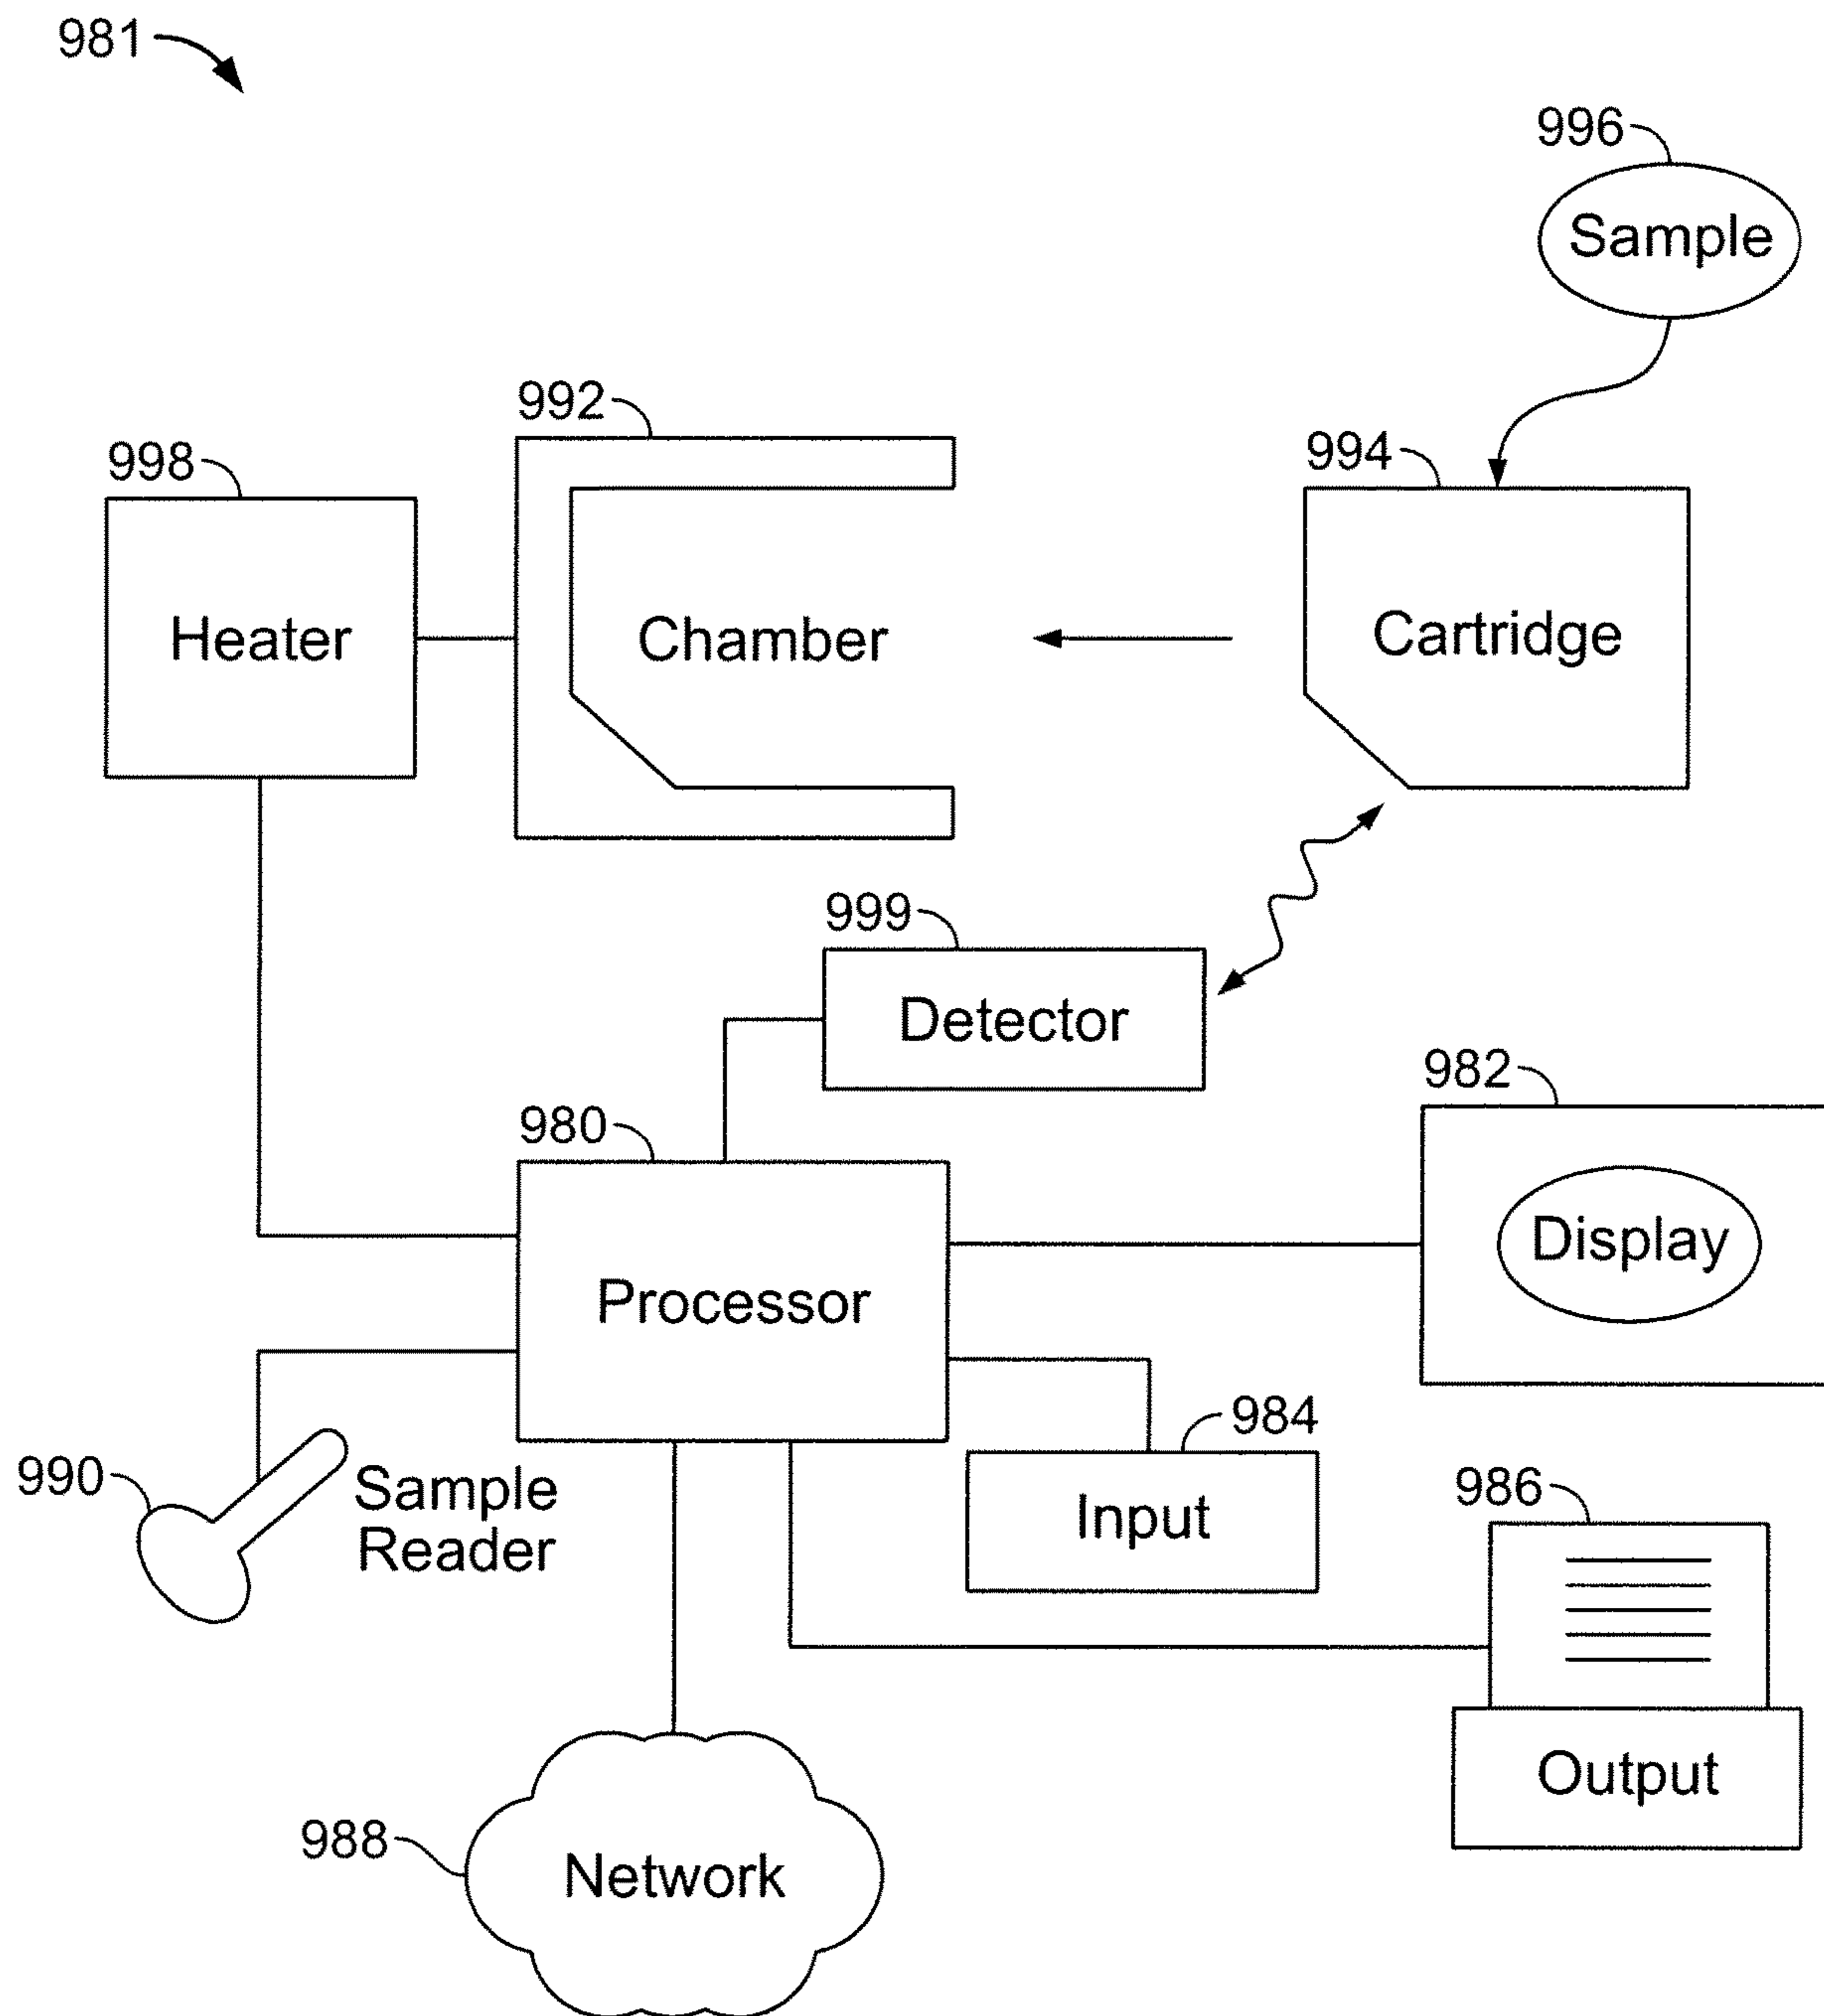 981
996
Sample
992
998
994
Heater
Chamber
Cartridge
999
Detector
982
980
Display
Processor
984
990
Sample
Reader
Input
986
Output
988
Network